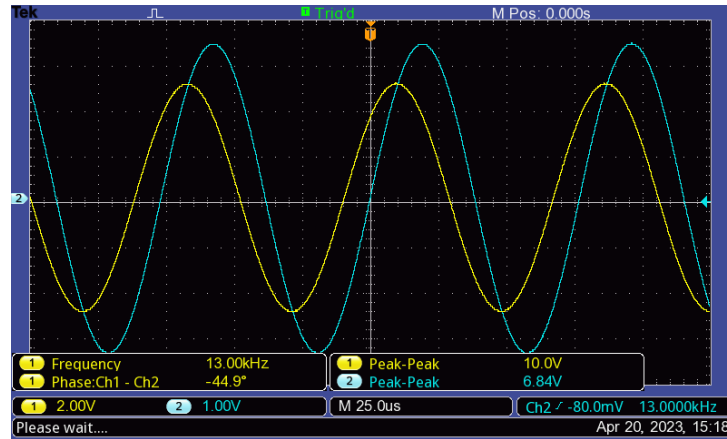 Tek Trig'd M Pos: 0.000s
T
2
1 Frequency 13.00kHz 1 Peak-Peak 10.0V
1 Phase:Ch1 - Ch2 -44.9° 2 Peak-Peak 6.84V
1 2.00V 2 1.00V M 25.0us Ch2 -80.0mV 13.0000kHz
Please wait.... Apr 20, 2023, 15:18